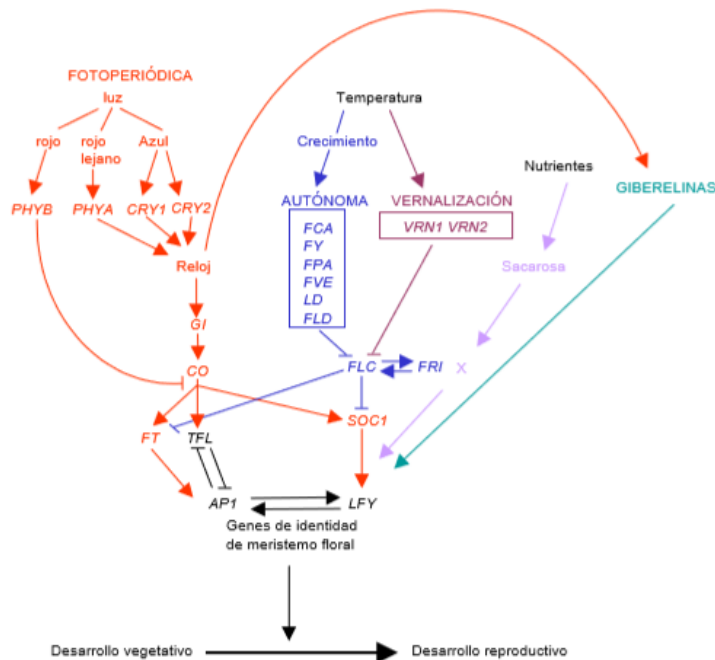 FOTOPERIÓDICA
luz
Temperatura
rojo
rojo
lejano
Azul
Crecimiento
Nutrientes
PHYB
PHYA
CRY1
CRY2
AUTÓNOMA
VERNALIZACIÓN
GIBERELINAS
FCA
FY
FPA
FVE
LD
FLD
VRN1 VRN2
Reloj
Sacarosa
GI
CO
FLC
FRI
X
FT
TFL
SOC1
AP1
LFY
Genes de identidad
de meristemo floral
Desarrollo vegetativo
Desarrollo reproductivo